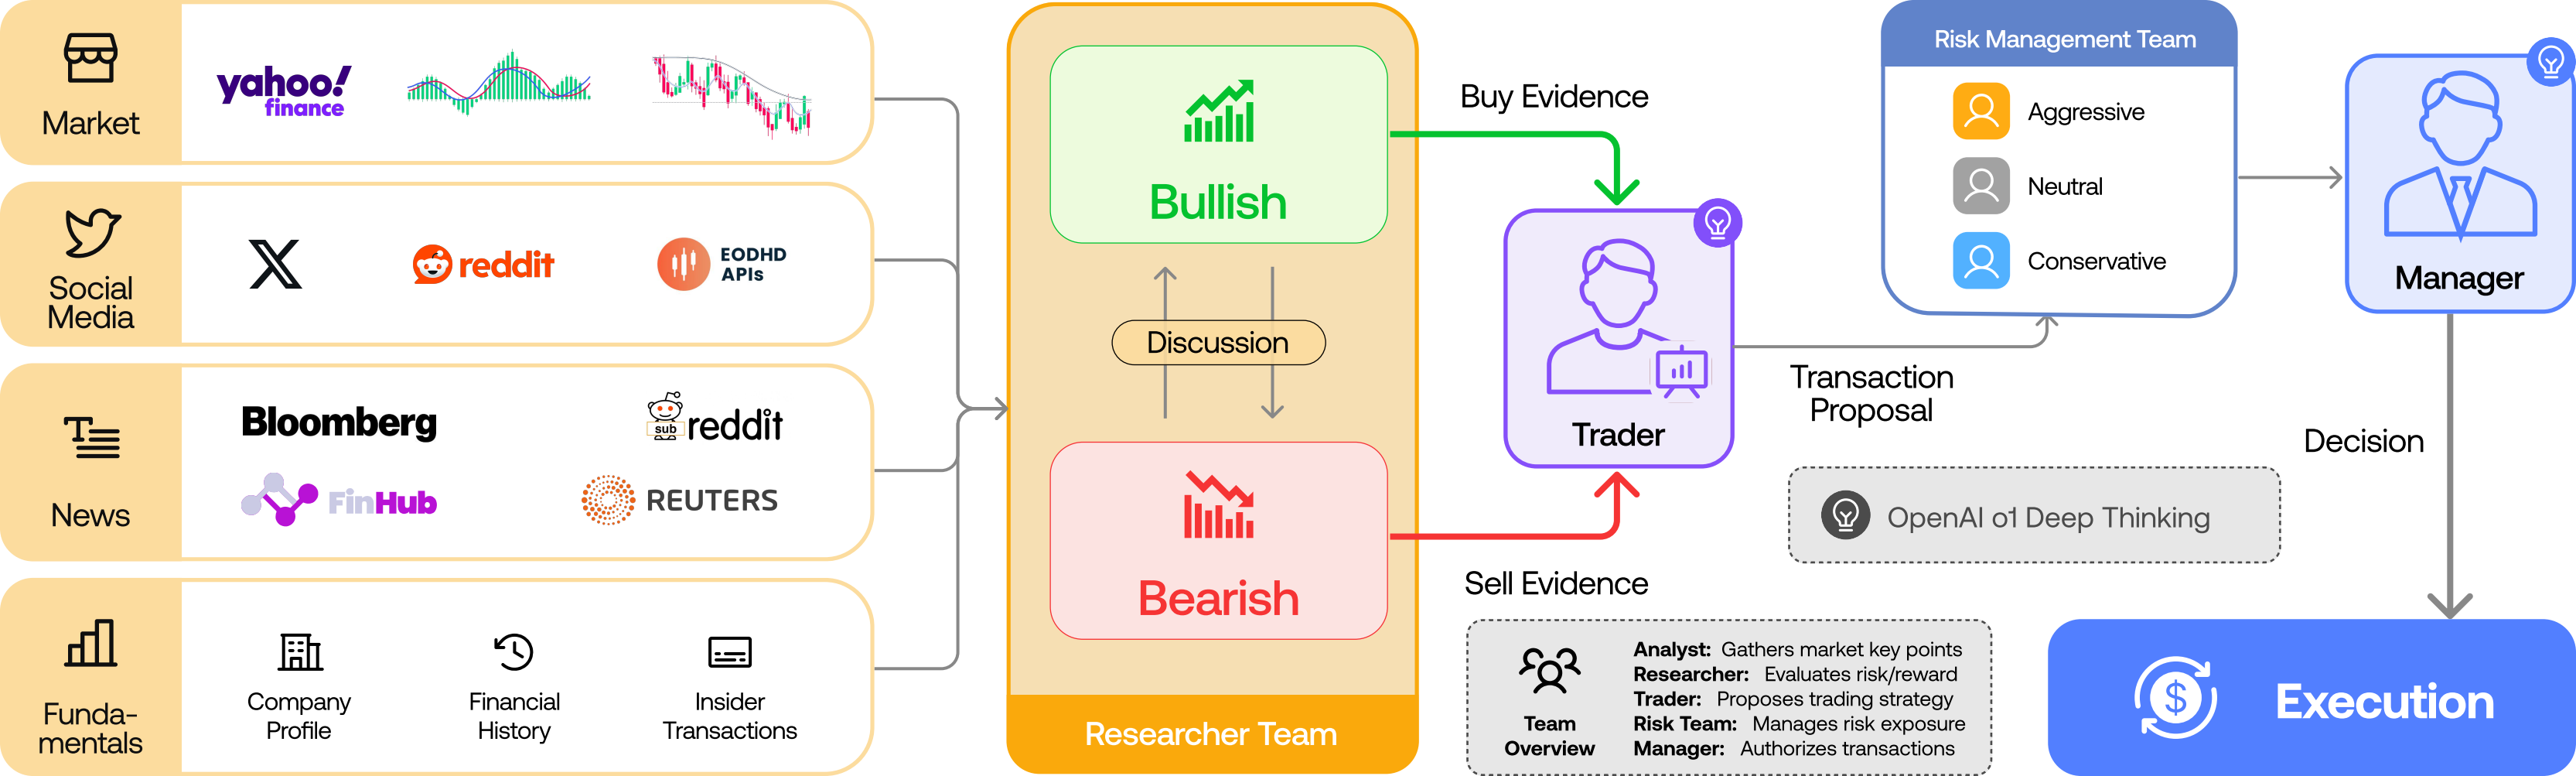 Market
yahoo!
finance
Social
Media
X
reddit
EODHD
APIs
News
Bloomberg
sub
reddit
FinHub
REUTERS
Funda-
mentals
Company
Profile
Financial
History
Insider
Transactions
Bullish
Discussion
Bearish
Researcher Team
Buy Evidence
Sell Evidence
Trader
Transaction
Proposal
Risk Management Team
Aggressive
Neutral
Conservative
Manager
Decision
OpenAI o1 Deep Thinking
Team
Overview
Analyst: Gathers market key points
Researcher: Evaluates risk/reward
Trader: Proposes trading strategy
Risk Team: Manages risk exposure
Manager: Authorizes transactions
$
Execution